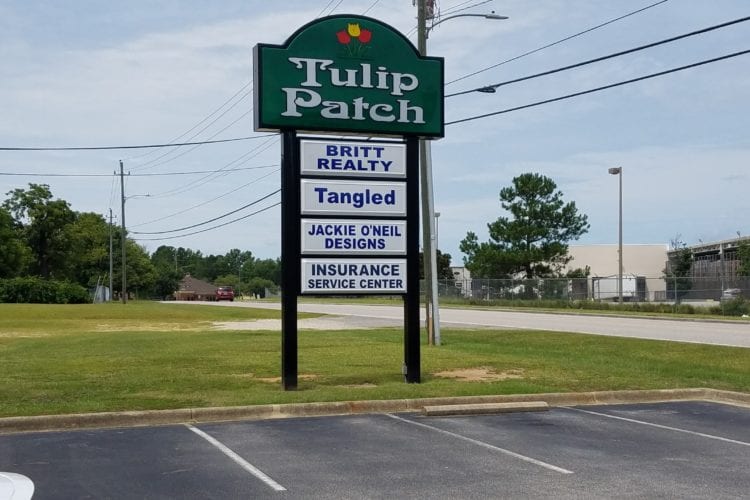 Tulip
Patch
BRITT
REALTY
Tangled
JACKIE O'NEIL
DESIGNS
INSURANCE
SERVICE CENTER